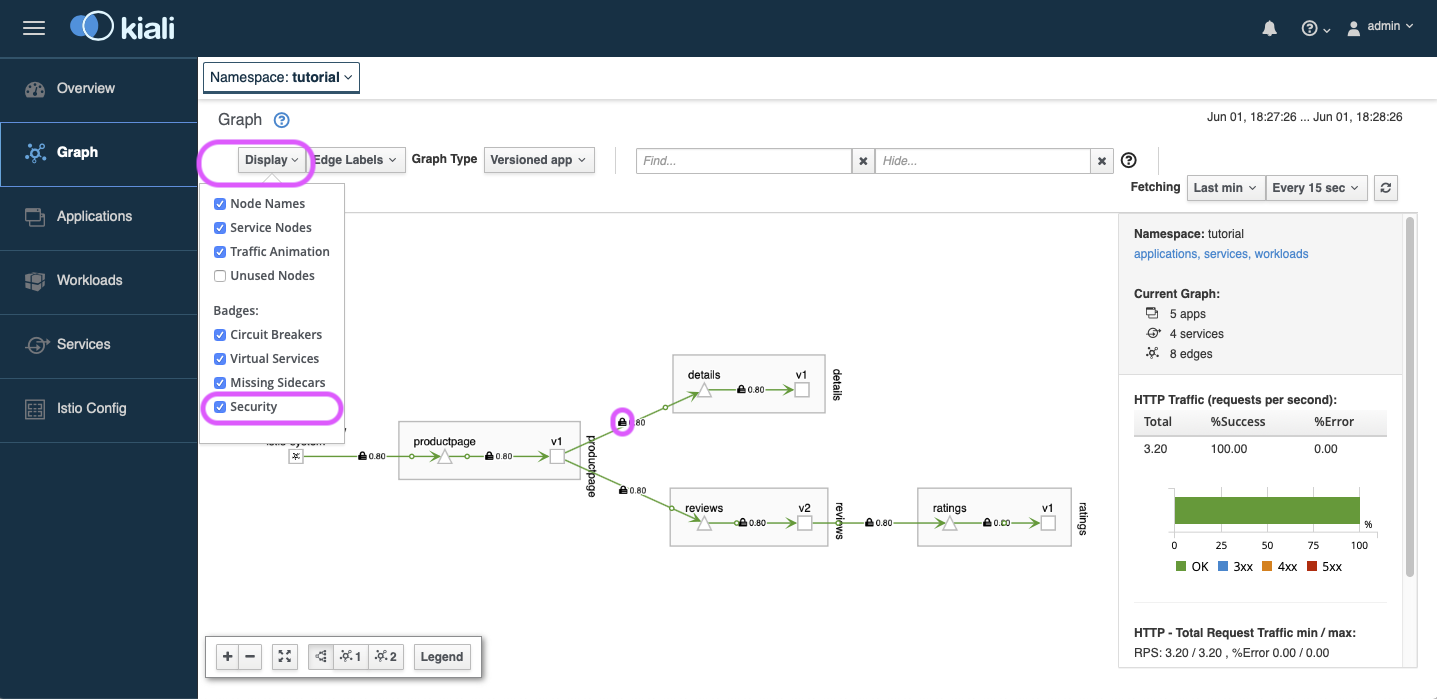 kiali
admin
Overview
Graph
Applications
Workloads
Services
Istio Config
Namespace: tutorial
Graph
Jun 01, 18:27:26 ... Jun 01, 18:28:26
Display
Edge Labels
Graph Type
Versioned app
Find...
Hide...
Fetching
Last min
Every 15 sec
Node Names
Service Nodes
Traffic Animation
Unused Nodes
Badges:
Circuit Breakers
Virtual Services
Missing Sidecars
Security
0.80
productpage
0.80
v1
productpage
0.80
details
0.80
v1
details
0.80
reviews
0.80
v2
reviews
0.80
ratings
0.80
v1
ratings
Namespace: tutorial
applications, services, workloads
Current Graph:
5 apps
4 services
8 edges
HTTP Traffic (requests per second):
Total %Success %Error
3.20 100.00 0.00
%
0 25 50 75 100
OK 3xx 4xx 5xx
HTTP - Total Request Traffic min / max:
RPS: 3.20 / 3.20 , %Error 0.00 / 0.00
1
2
Legend